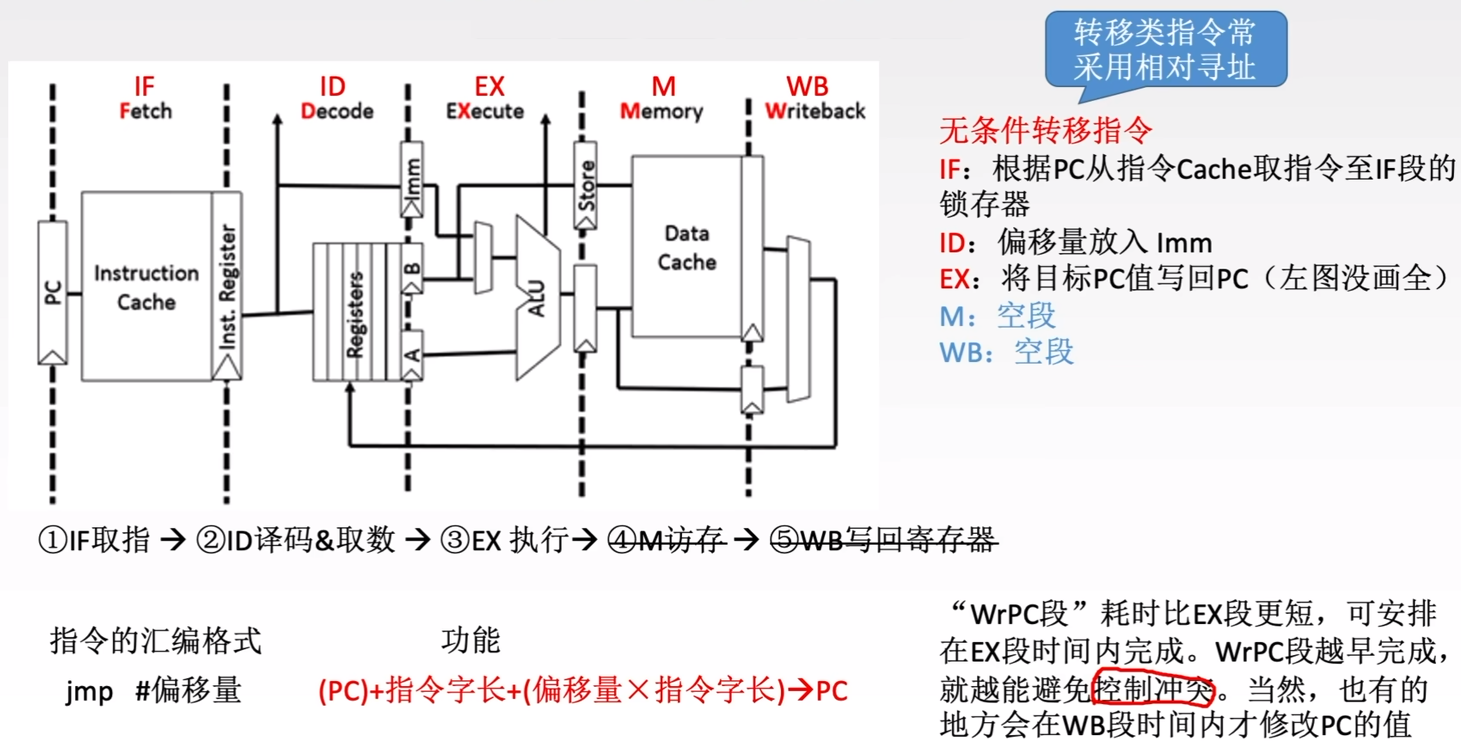 转移类指令常
采用相对寻址
IF
Fetch
ID
Decode
EX
EXecute
M
Memory
WB
Writeback
PC
Instruction
Cache
Inst. Register
Registers
Imm
B
A
ALU
Store
Data
Cache
无条件转移指令
IF：根据PC从指令Cache取指令至IF段的
锁存器
ID：偏移量放入 Imm
EX：将目标PC值写回PC（左图没画全）
M：空段
WB：空段
①IF取指 → ②ID译码&取数 → ③EX 执行→ ④M访存 → ⑤WB写回寄存器
指令的汇编格式
功能
jmp #偏移量
(PC)+指令字长+(偏移量×指令字长)→PC
“WrPC段”耗时比EX段更短，可安排
在EX段时间内完成。WrPC段越早完成，
就越能避免控制冲突。当然，也有的
地方会在WB段时间内才修改PC的值